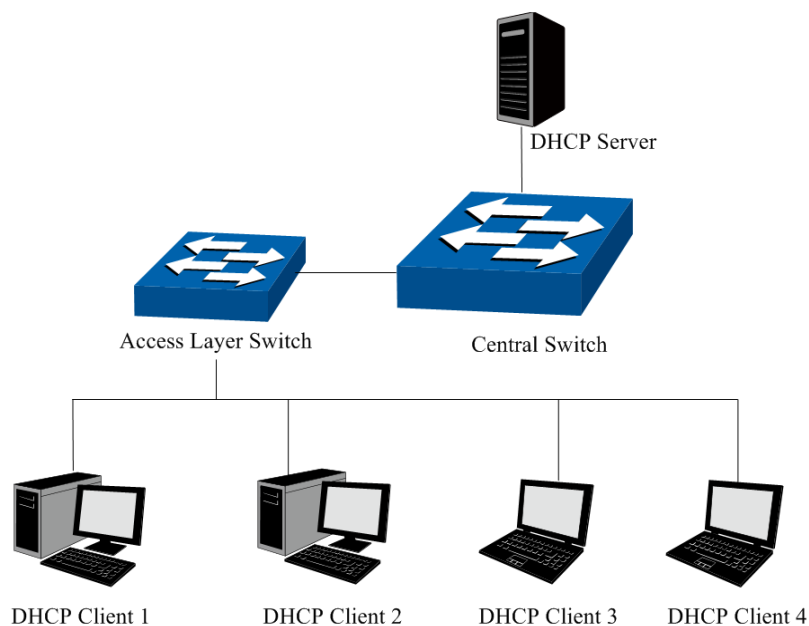 DHCP Server
Access Layer Switch
Central Switch
DHCP Client 1
DHCP Client 2
DHCP Client 3
DHCP Client 4